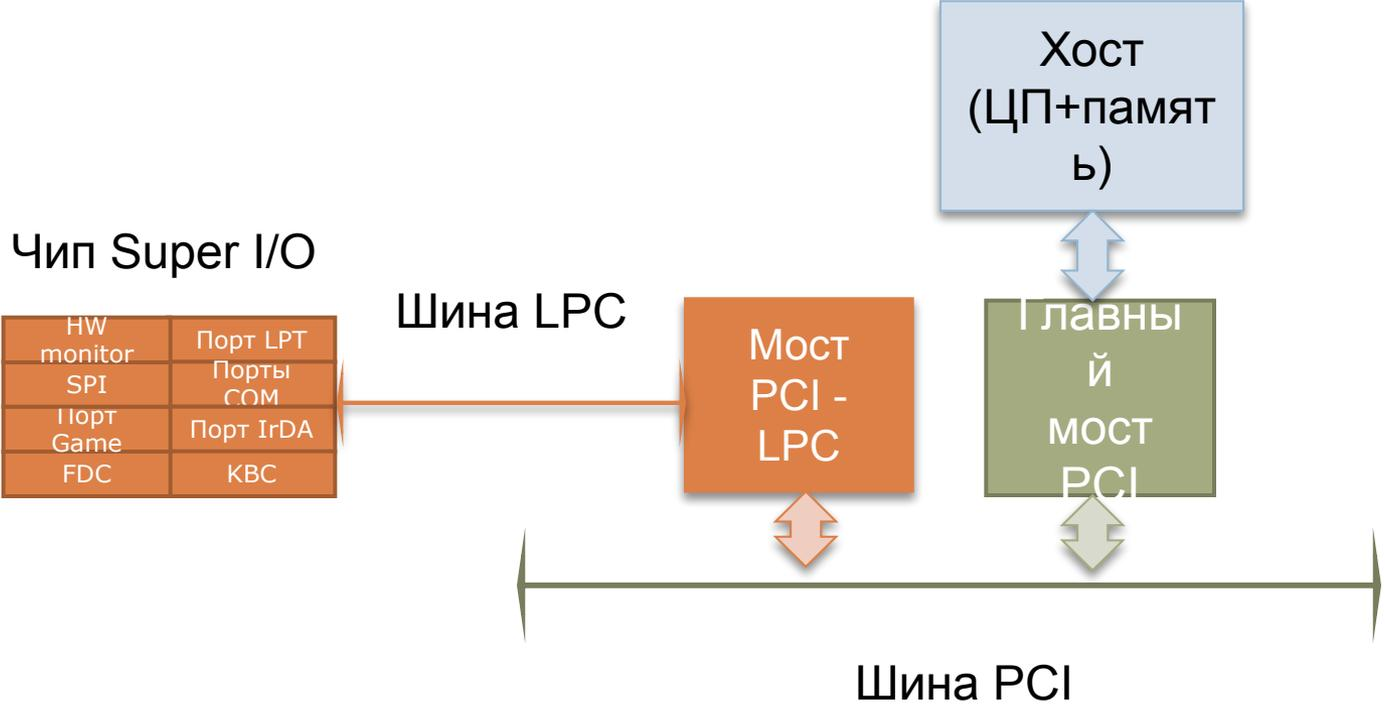 Хост
(ЦП+памят
ь)
Чип Super I/O
Шина LPC
HW
monitor
Порт LPT
SPI
Порты
COM
Порт
Game
Порт IrDA
FDC
KBC
Мост
PCI -
LPC
Главны
й
мост
PCI
Шина PCI